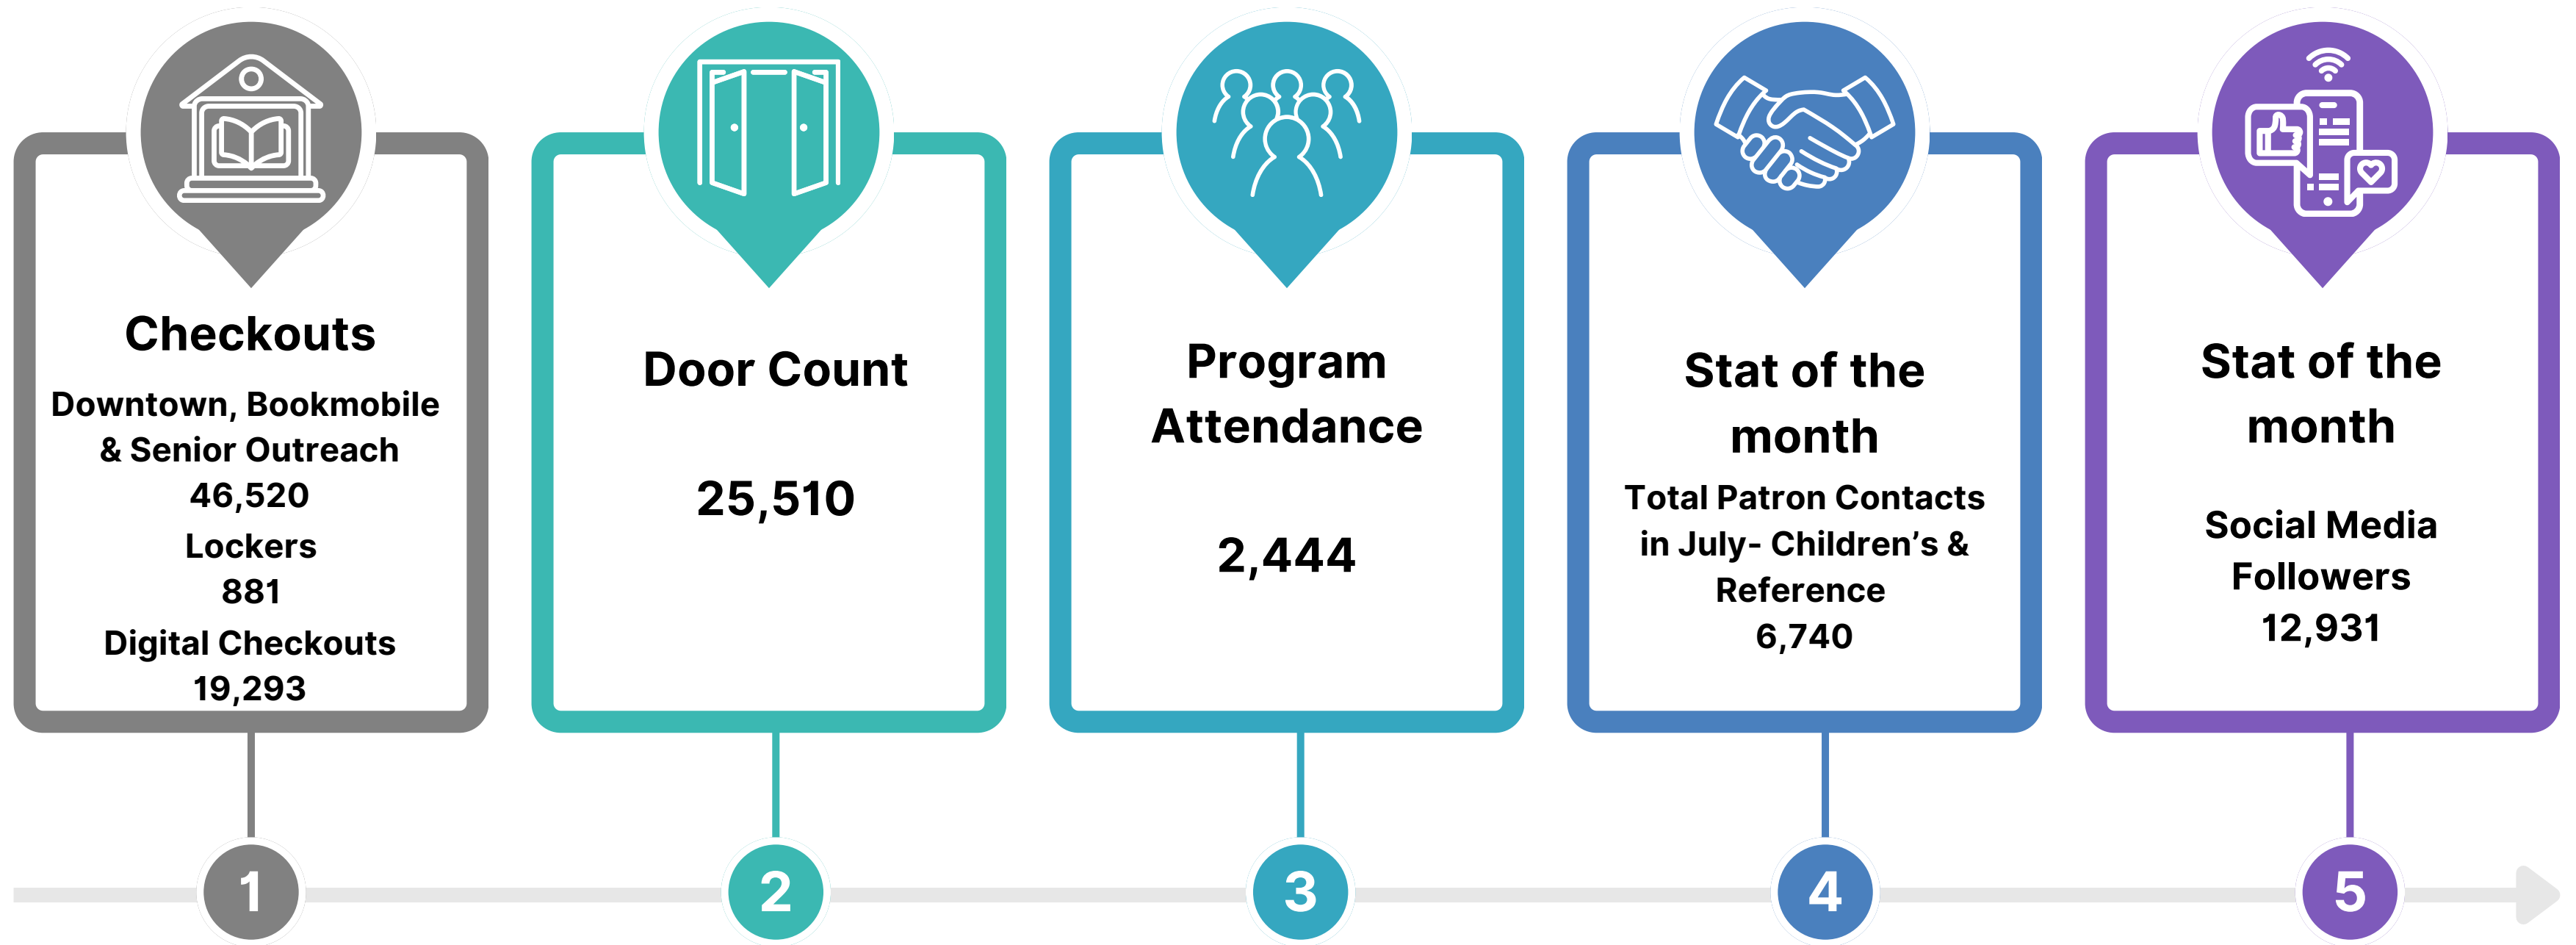 Checkouts
Downtown, Bookmobile
& Senior Outreach
46,520
Lockers
881
Digital Checkouts
19,293
Door Count
25,510
Program
Attendance
2,444
Stat of the
month
Total Patron Contacts
in July- Children’s &
Reference
6,740
Stat of the
month
Social Media
Followers
12,931
1
2
3
4
5